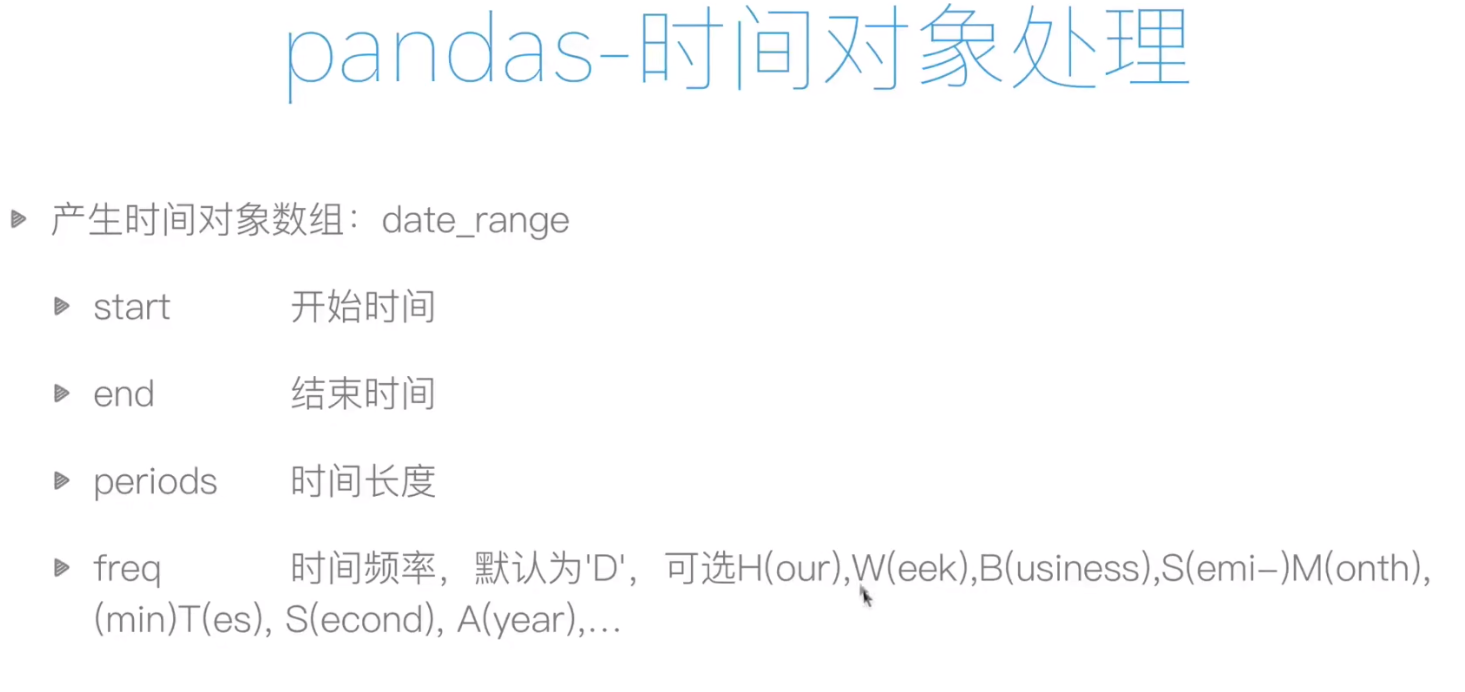 pandas-时间对象处理
产生时间对象数组：date_range
start 开始时间
end 结束时间
periods 时间长度
freq 时间频率，默认为'D'，可选H(our),W(eek),B(usiness),S(emi-)M(onth),
(min)T(es), S(econd), A(year),…